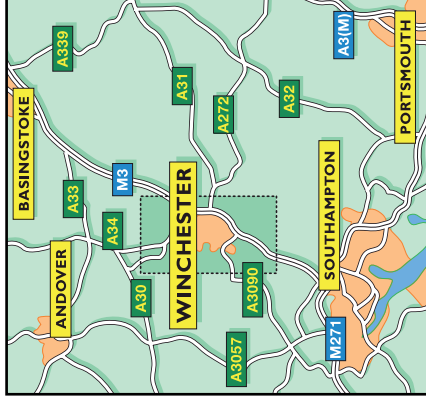 BASINGSTOKE
A339
A33
M3
A31
A3(M)
ANDOVER
A34
A272
A32
A30
WINCHESTER
SOUTHAMPTON
PORTSMOUTH
A3090
A3057
M271